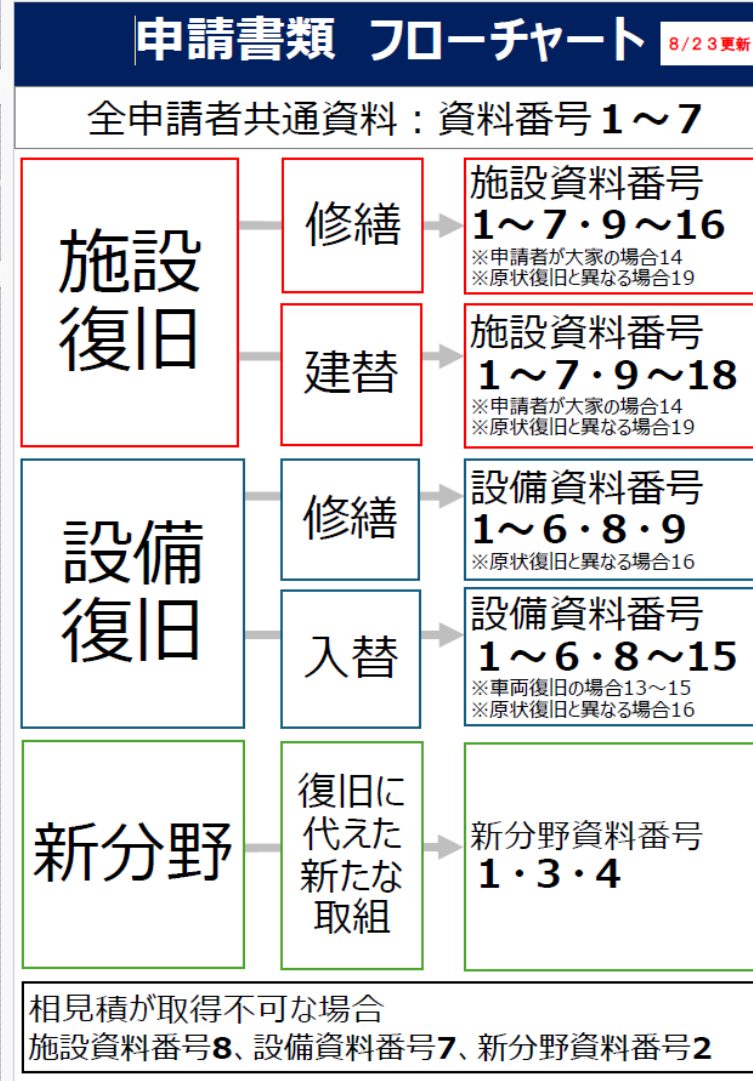 申請書類 フローチャート 8/23更新
全申請者共通資料：資料番号1～7
施設
復旧
修繕
施設資料番号
1～7・9～16
※申請者が大家の場合14
※原状復旧と異なる場合19
建替
施設資料番号
1～7・9～18
※申請者が大家の場合14
※原状復旧と異なる場合19
設備
復旧
修繕
設備資料番号
1～6・8・9
※原状復旧と異なる場合16
入替
設備資料番号
1～6・8～15
※車両復旧の場合13～15
※原状復旧と異なる場合16
新分野
復旧に
代えた
新たな
取組
新分野資料番号
1・3・4
相見積が取得不可な場合
施設資料番号8、設備資料番号7、新分野資料番号2